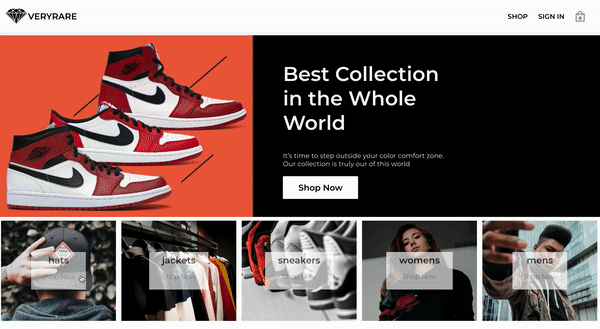 VERYRARE
SHOP
SIGN IN
0
Best Collection
in the Whole
World
It's time to step outside your color comfort zone.
Our collection is truly our of this world
Shop Now
hats
Shop Now
jackets
Shop Now
sneakers
Shop Now
womens
Shop Now
mens
Shop Now